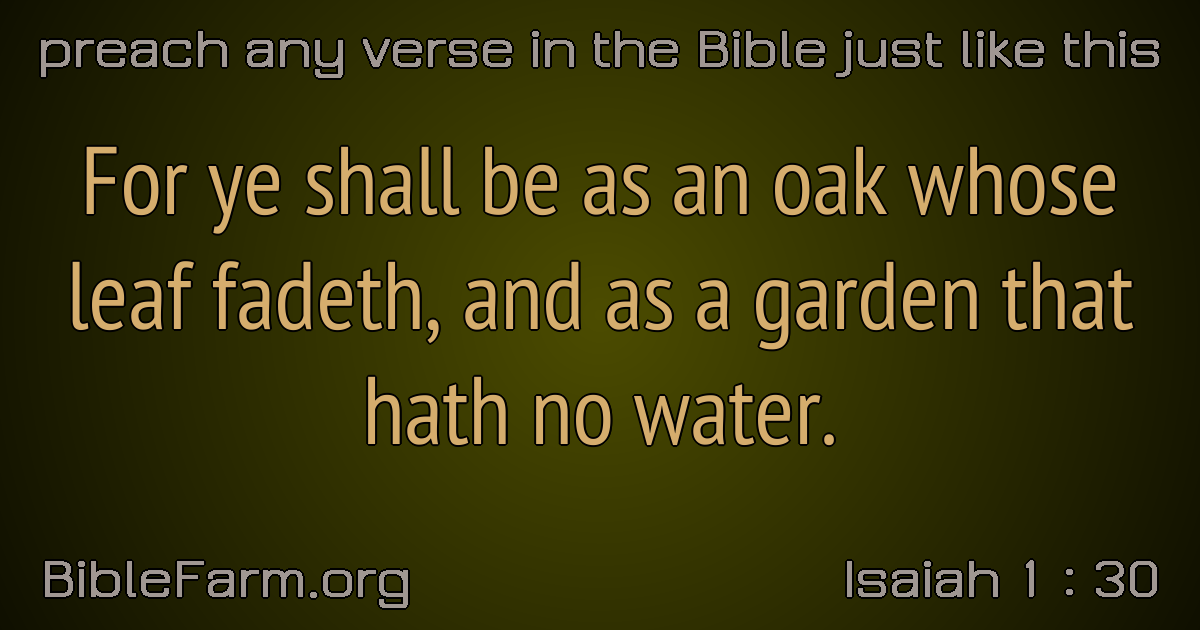 preach any verse in the Bible just like this
For ye shall be as an oak whose
leaf fadeth, and as a garden that
hath no water.
BibleFarm.org
Isaiah 1 : 30